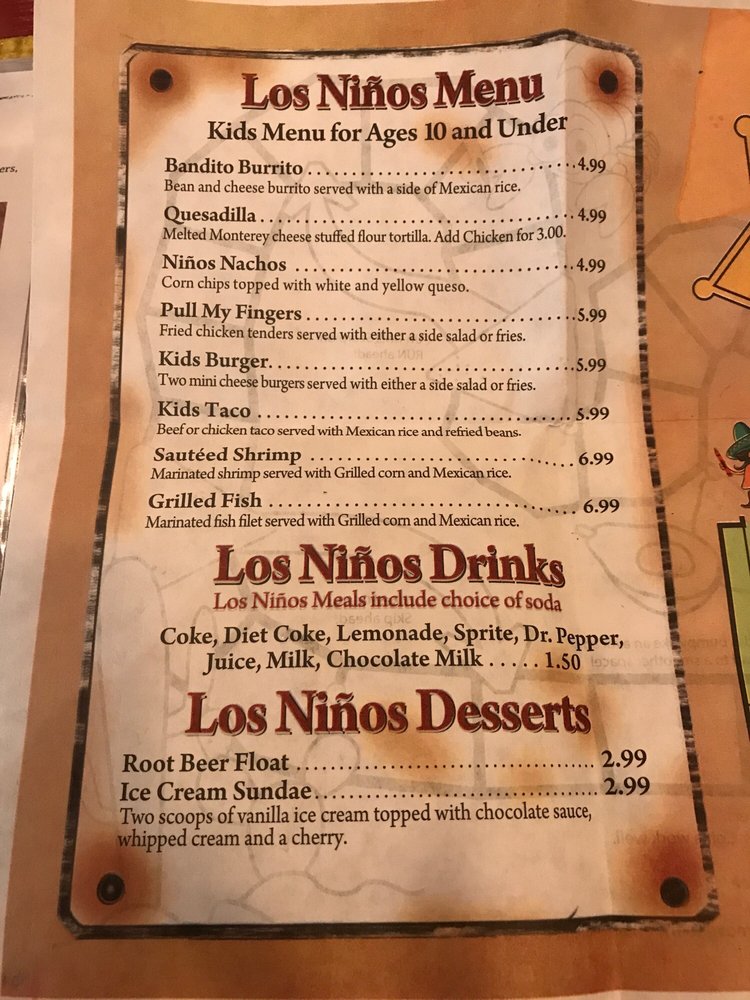 Los Niños Menu
Kids Menu for Ages 10 and Under
Bandito Burrito . . . . . . . . . . . . . . . . . . . . . . . . . . . . . . . . . . . 4.99
Bean and cheese burrito served with a side of Mexican rice.
Quesadilla . . . . . . . . . . . . . . . . . . . . . . . . . . . . . . . . . . . 4.99
Melted Monterey cheese stuffed flour tortilla. Add Chicken for 3.00.
Niños Nachos . . . . . . . . . . . . . . . . . . . . . . . . . . . . . . . . . . . 4.99
Corn chips topped with white and yellow queso.
Pull My Fingers . . . . . . . . . . . . . . . . . . . . . . . . . . . . . . . . . . . 5.99
Fried chicken tenders served with either a side salad or fries.
Kids Burger. . . . . . . . . . . . . . . . . . . . . . . . . . . . . . . . . . . 5.99
Two mini cheese burgers served with either a side salad or fries.
Kids Taco . . . . . . . . . . . . . . . . . . . . . . . . . . . . . . . . . . . 5.99
Beef or chicken taco served with Mexican rice and refried beans.
Sautéed Shrimp . . . . . . . . . . . . . . . . . . . . . . . . . . . . . . . . . . . 6.99
Marinated shrimp served with Grilled corn and Mexican rice.
Grilled Fish . . . . . . . . . . . . . . . . . . . . . . . . . . . . . . . . . . . 6.99
Marinated fish filet served with Grilled corn and Mexican rice.
Los Niños Drinks
Los Niños Meals include choice of soda
Coke, Diet Coke, Lemonade, Sprite, Dr. Pepper,
Juice, Milk, Chocolate Milk . . . . . 1.50
Los Niños Desserts
Root Beer Float . . . . . . . . . . . . . . . . . . . . . . . . . . . . . . . . . . . 2.99
Ice Cream Sundae. . . . . . . . . . . . . . . . . . . . . . . . . . . . . . . . . . . 2.99
Two scoops of vanilla ice cream topped with chocolate sauce,
whipped cream and a cherry.